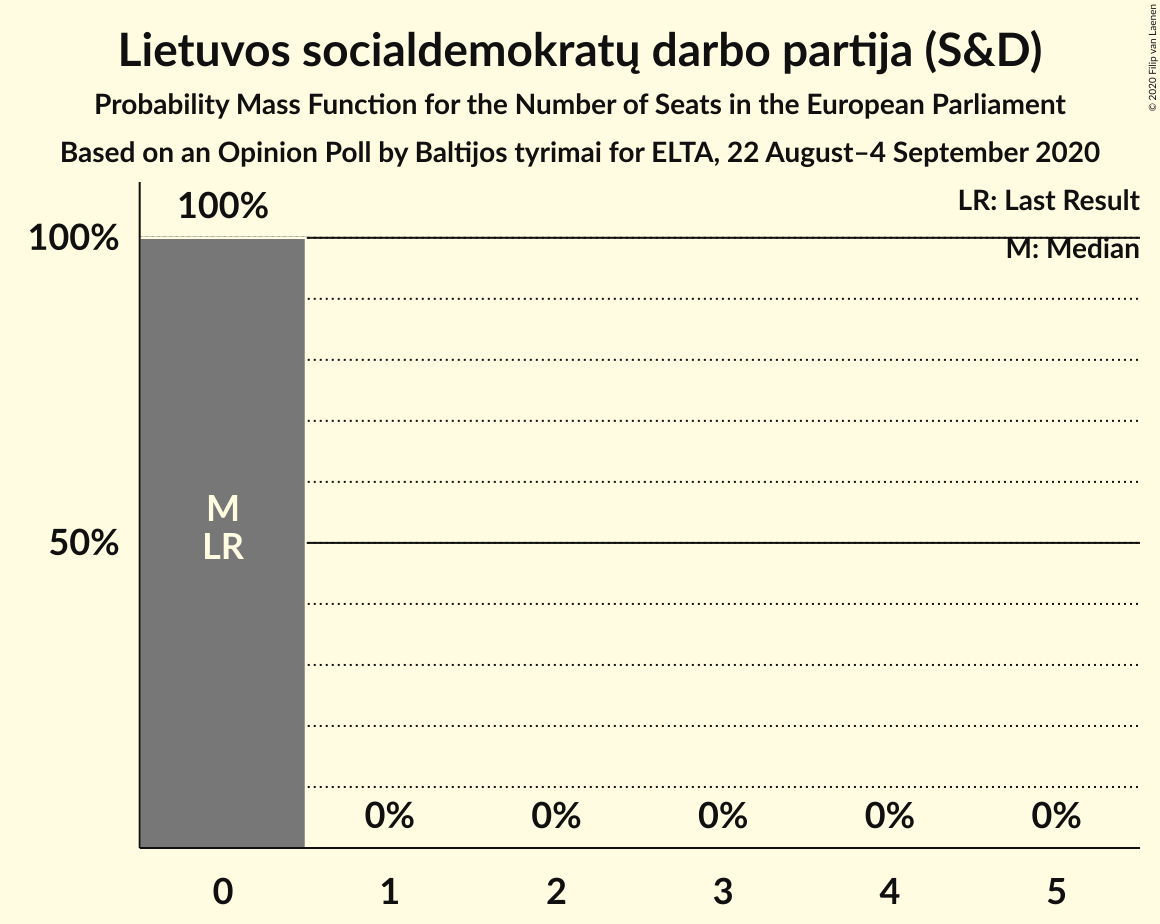 Lietuvos socialdemokratų darbo partija (S&D)
Probability Mass Function for the Number of Seats in the European Parliament
Based on an Opinion Poll by Baltijos tyrimai for ELTA, 22 August–4 September 2020
© 2020 Filip van Laenen
LR: Last Result
M: Median
100%
100%
50%
M
LR
0% 0% 0% 0% 0%
0 1 2 3 4 5